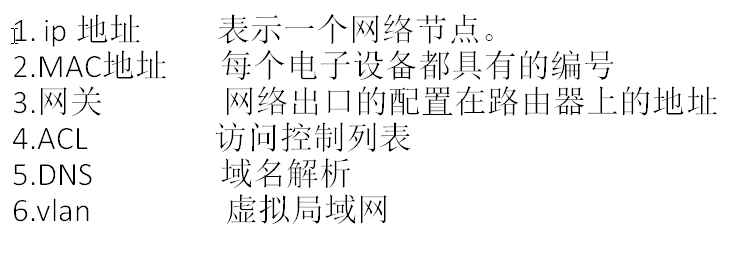 1. ip 地址 表示一个网络节点。
2.MAC地址 每个电子设备都具有的编号
3.网关 网络出口的配置在路由器上的地址
4.ACL 访问控制列表
5.DNS 域名解析
6.vlan 虚拟局域网